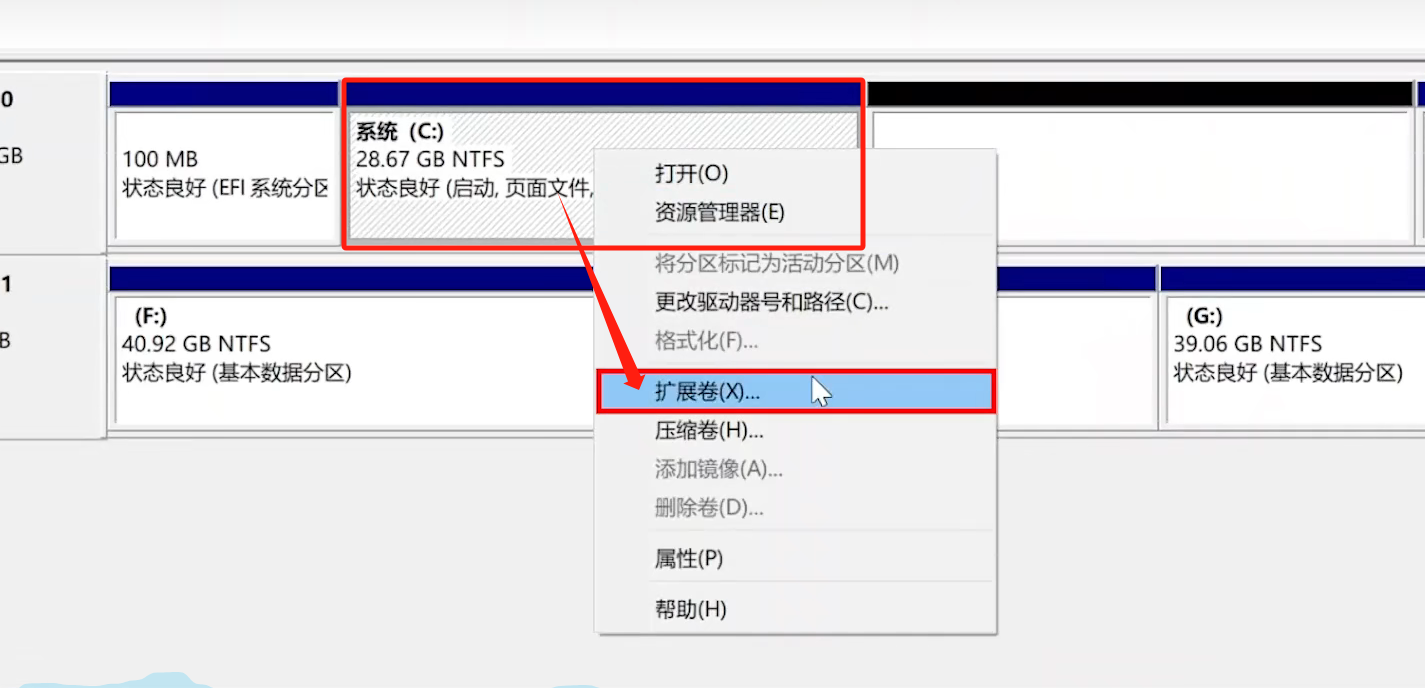 0
GB
100 MB
状态良好 (EFI 系统分区
系统 (C:)
28.67 GB NTFS
状态良好 (启动, 页面文件,
1
B
(F:)
40.92 GB NTFS
状态良好 (基本数据分区)
(G:)
39.06 GB NTFS
状态良好 (基本数据分区)
打开(O)
资源管理器(E)
将分区标记为活动分区(M)
更改驱动器号和路径(C)...
格式化(F)...
扩展卷(X)...
压缩卷(H)...
添加镜像(A)...
删除卷(D)...
属性(P)
帮助(H)